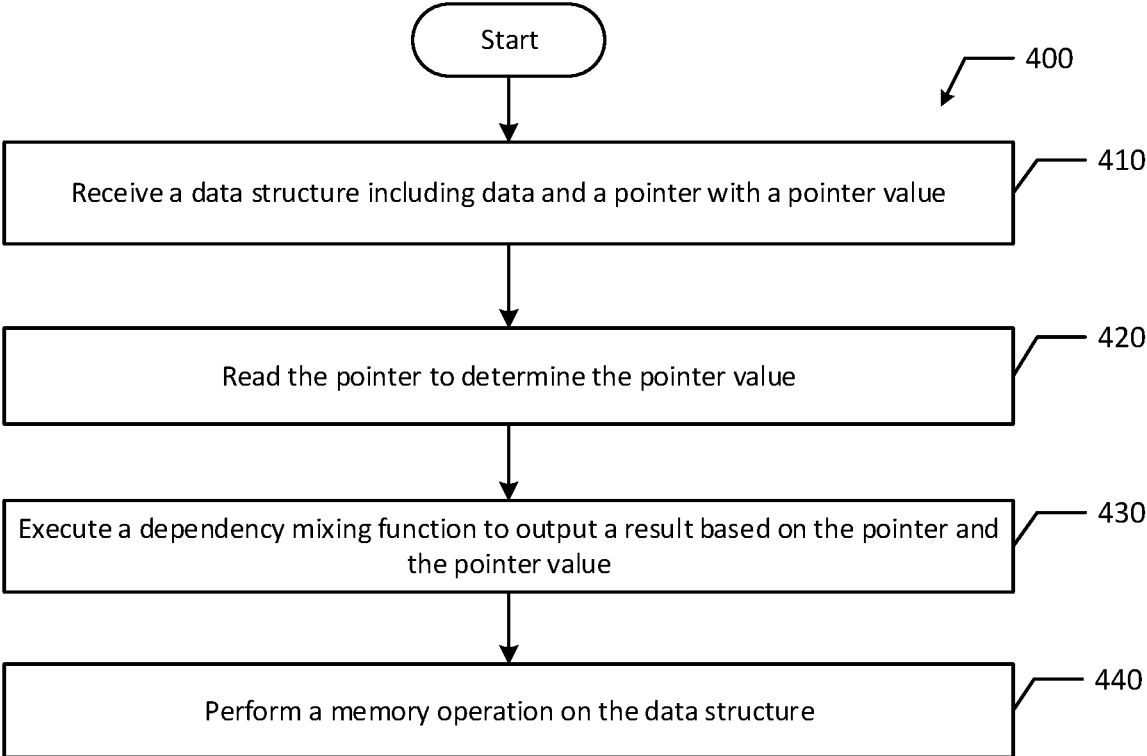 Start
400
Receive a data structure including data and a pointer with a pointer value
410
Read the pointer to determine the pointer value
420
Execute a dependency mixing function to output a result based on the pointer and
the pointer value
430
Perform a memory operation on the data structure
440